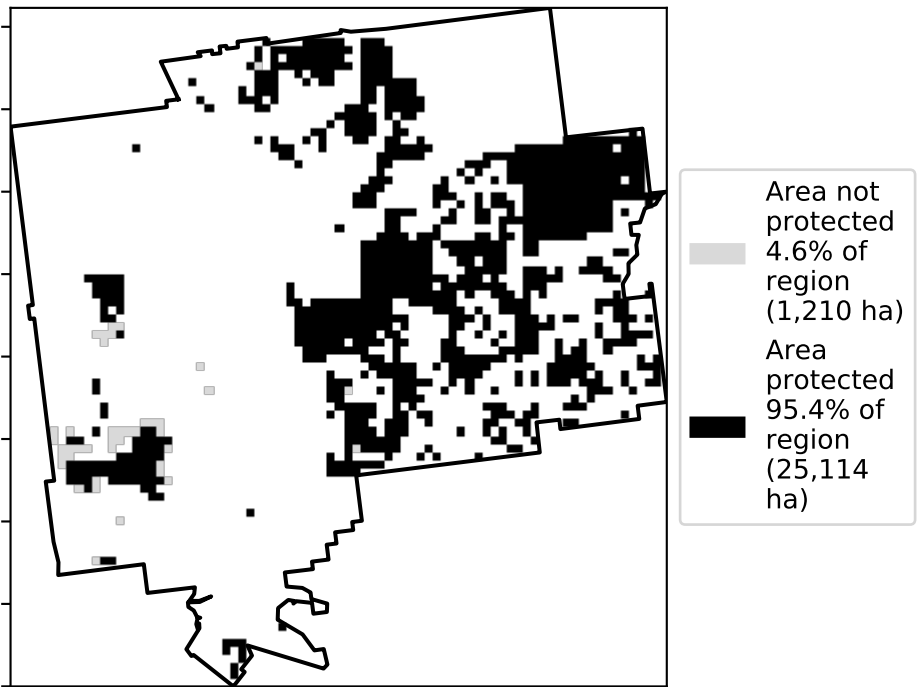 Area not
protected
4.6% of
region
(1,210 ha)
Area
protected
95.4% of
region
(25,114
ha)